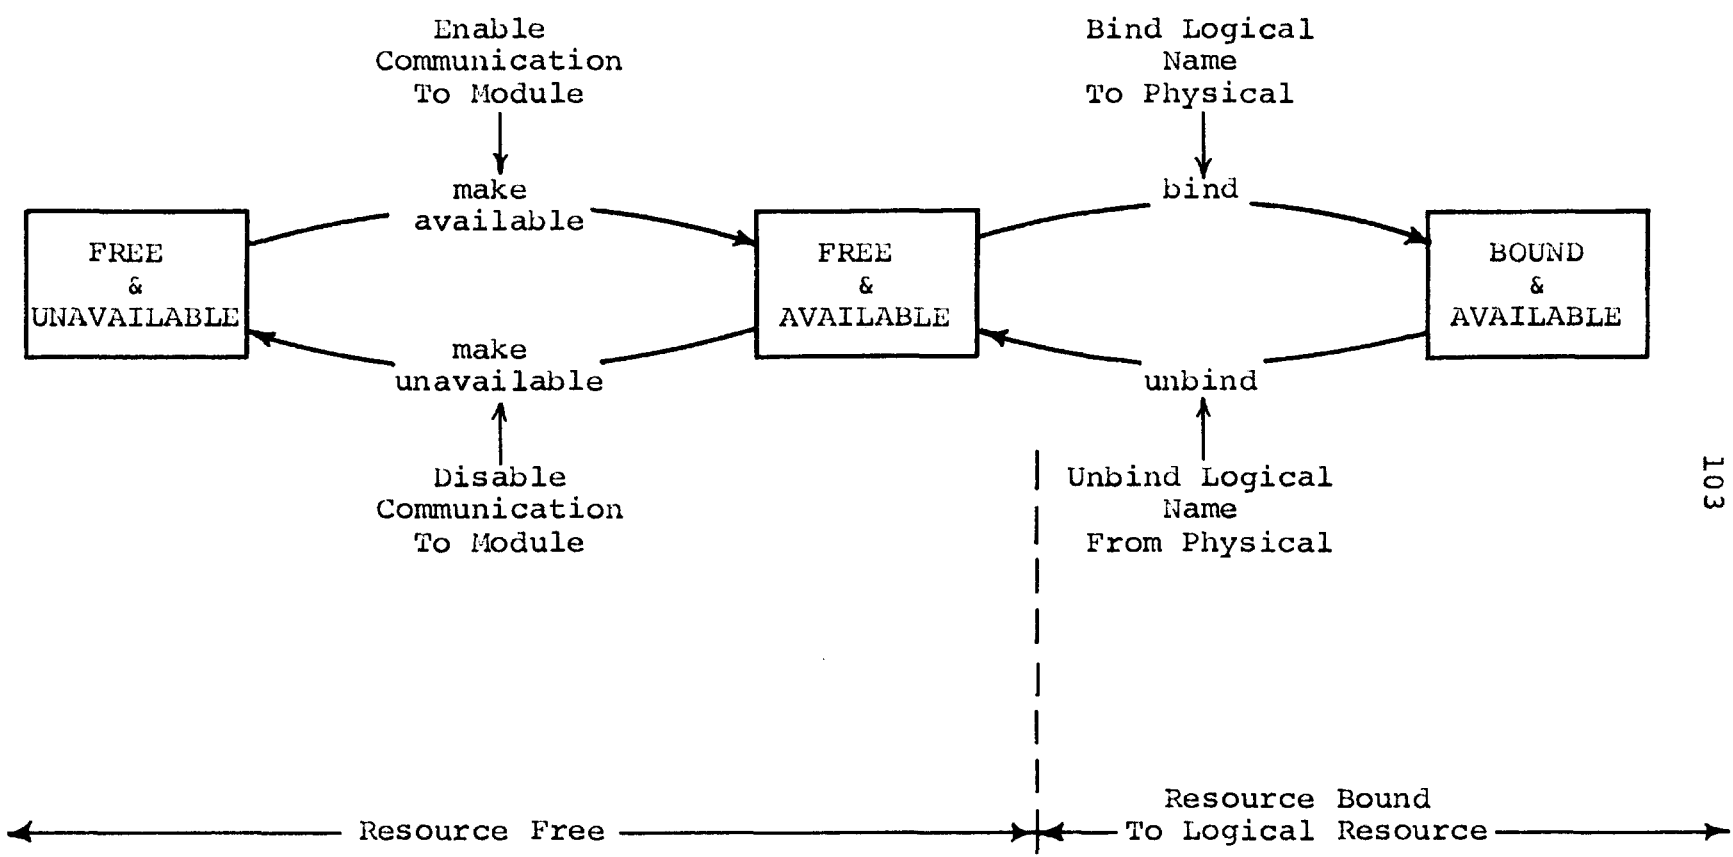 Enable
Communication
To Module
Bind Logical
Name
To Physical
make
available
bind
FREE
&
UNAVAILABLE
FREE
&
AVAILABLE
BOUND
&
AVAILABLE
make
unavailable
unbind
Disable
Communication
To Module
Unbind Logical
Name
From Physical
103
Resource Free
Resource Bound
To Logical Resource